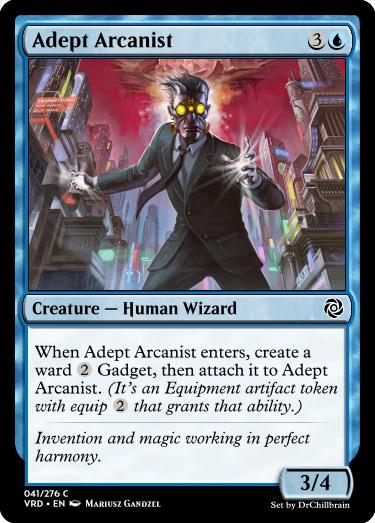 Adept Arcanist 3
Creature — Human Wizard
When Adept Arcanist enters, create a
ward 2 Gadget, then attach it to Adept
Arcanist. (It's an Equipment artifact token
with equip 2 that grants that ability.)
Invention and magic working in perfect
harmony.
3/4
041/276 C
VRD • EN Mariusz Gandzel
Set by DrChillbrain